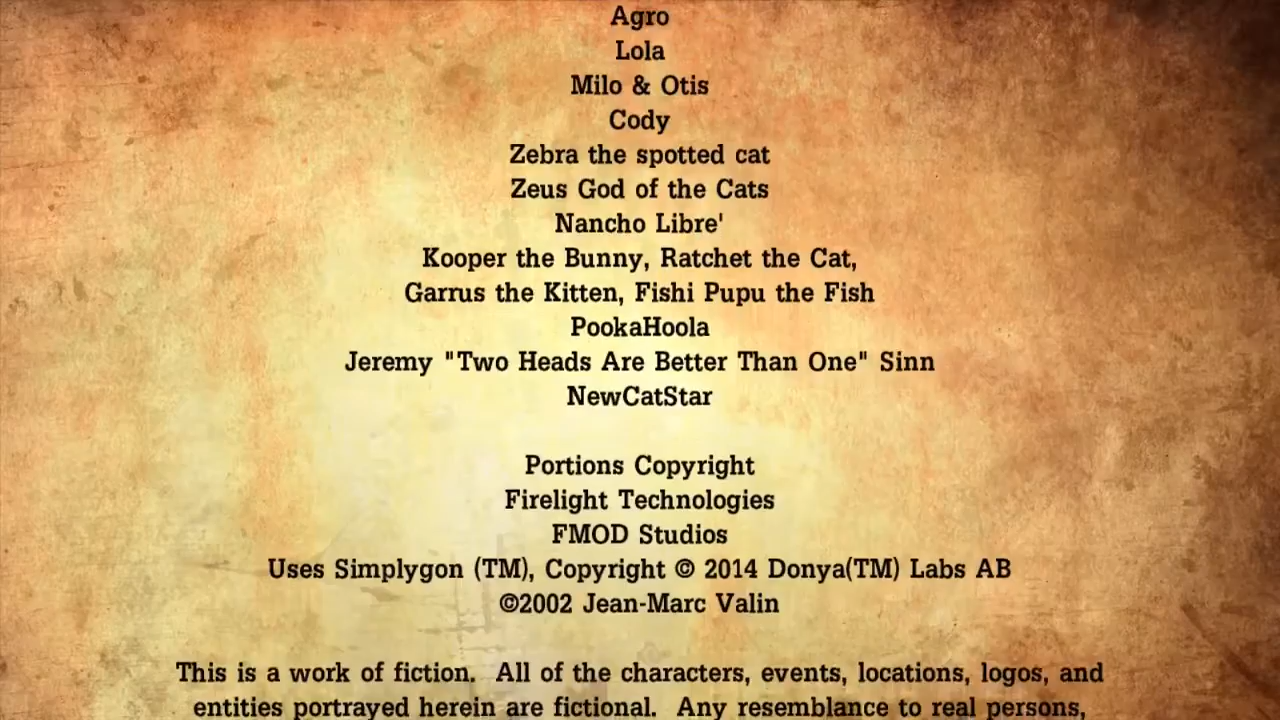 Agro
Lola
Milo & Otis
Cody
Zebra the spotted cat
Zeus God of the Cats
Nancho Libre'
Kooper the Bunny, Ratchet the Cat,
Garrus the Kitten, Fishi Pupu the Fish
PookaHoola
Jeremy "Two Heads Are Better Than One" Sinn
NewCatStar
Portions Copyright
Firelight Technologies
FMOD Studios
Uses Simplygon (TM), Copyright © 2014 Donya(TM) Labs AB
©2002 Jean-Marc Valin
This is a work of fiction.  All of the characters, events, locations, logos, and
entities portrayed herein are fictional.  Any resemblance to real persons,